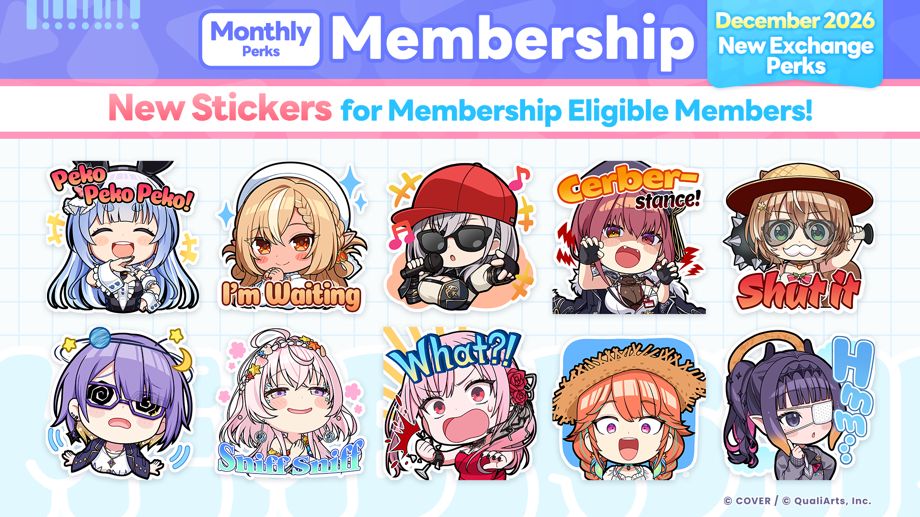 Monthly
Perks
Membership
December 2026
New Exchange
Perks
New Stickers for Membership Eligible Members!
Peko
Peko Peko!
I'm Waiting
Cerber-
stance!
Shut it
Sniff Sniff
What?!
Hmm...
© COVER / © QualiArts, Inc.